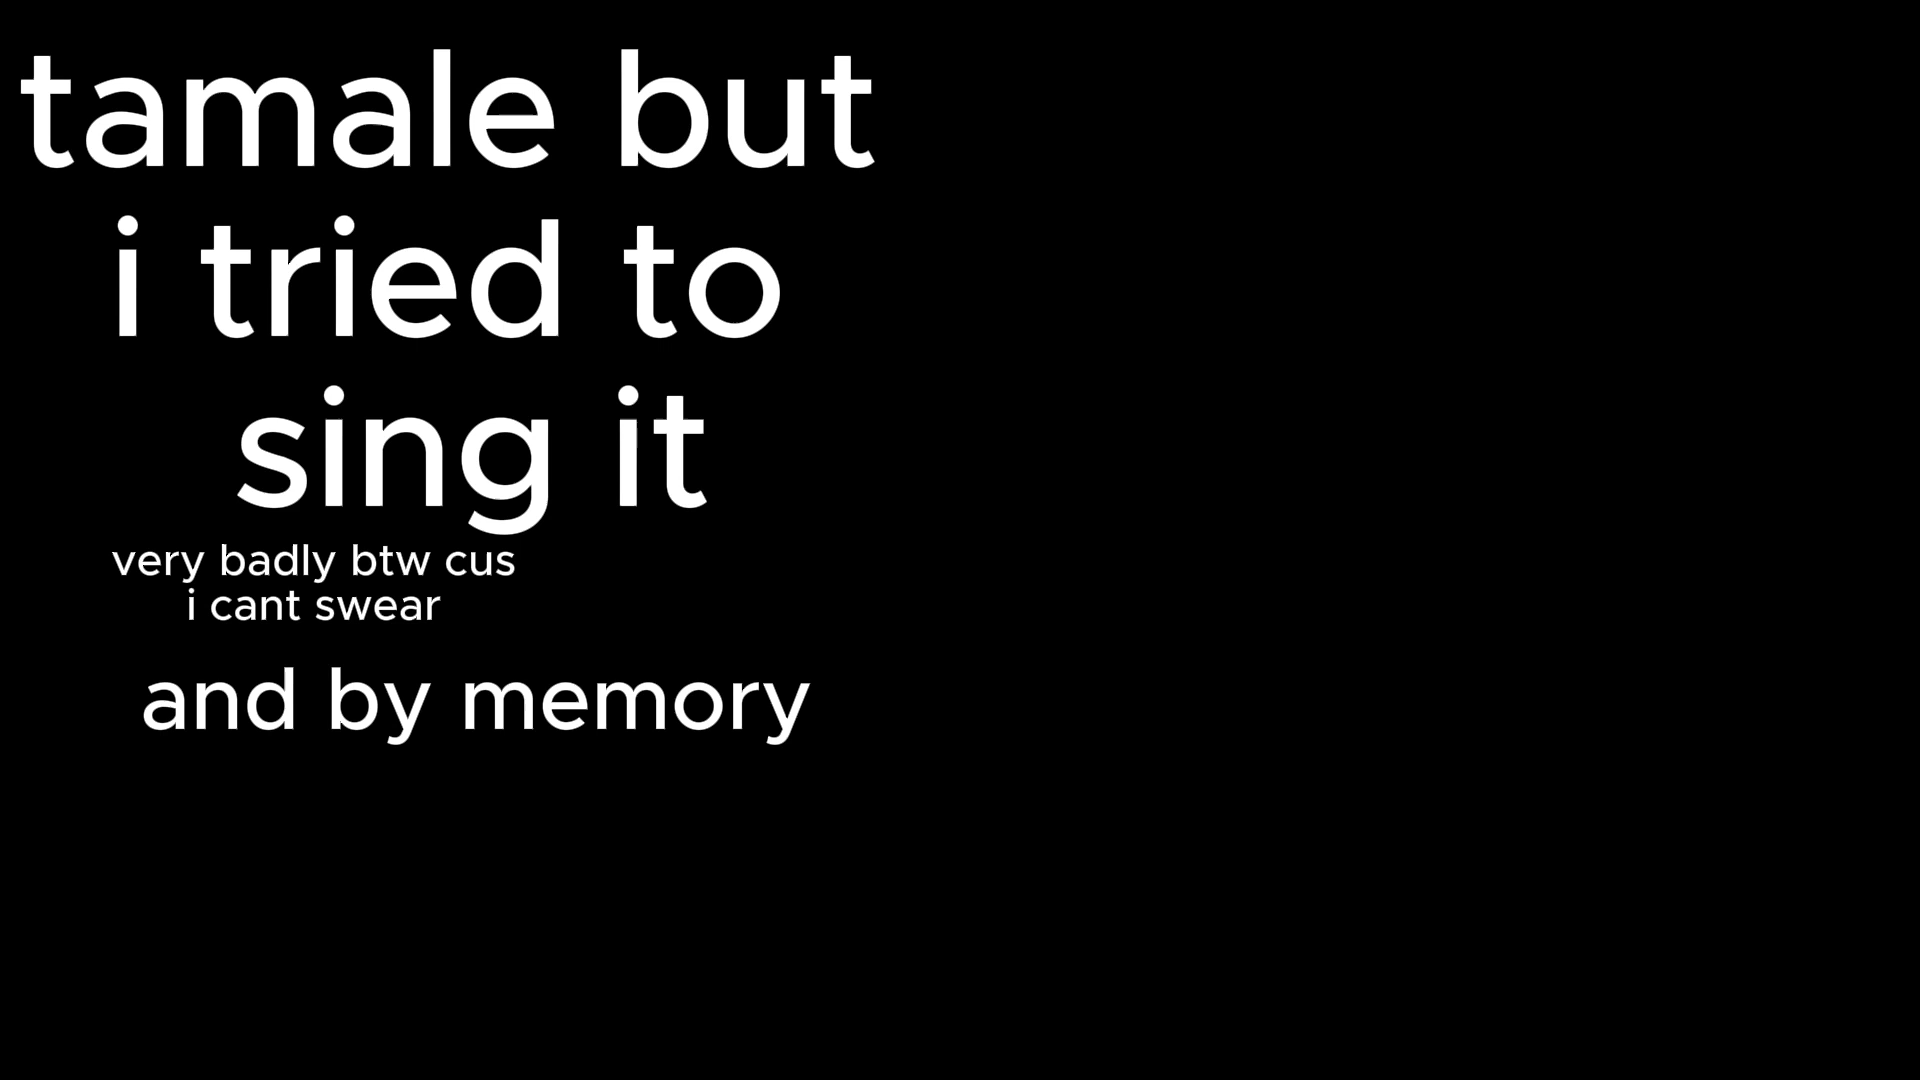 tamale but
i tried to
sing it
very badly btw cus
i cant swear
and by memory